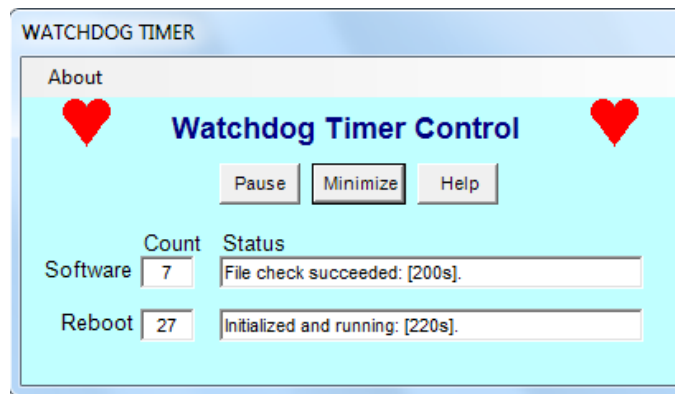 WATCHDOG TIMER
About
Watchdog Timer Control
Pause Minimize Help
Count Status
Software 7 File check succeeded: [200s].
Reboot 27 Initialized and running: [220s].